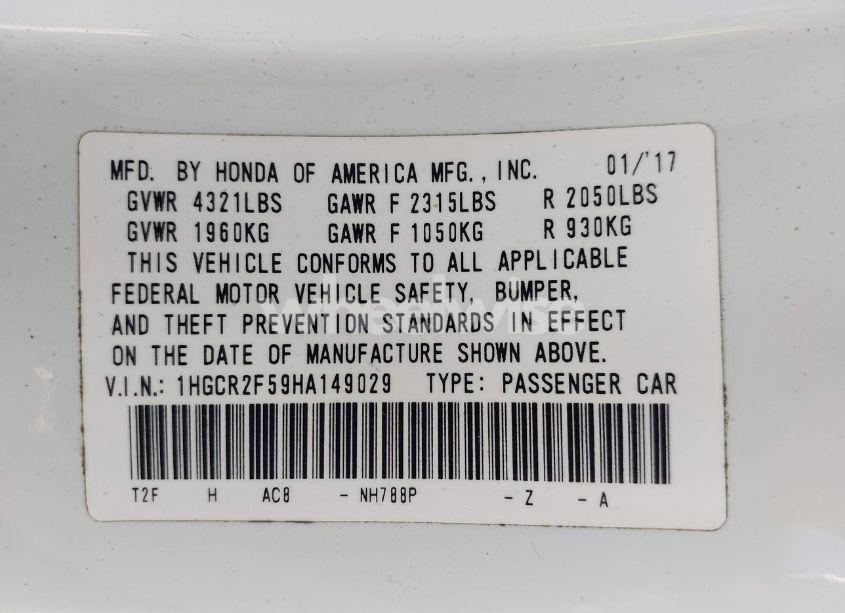 MFD. BY HONDA OF AMERICA MFG., INC. 01/'17
GVWR 4321LBS GAWR F 2315LBS R 2050LBS
GVWR 1960KG GAWR F 1050KG R 930KG
THIS VEHICLE CONFORMS TO ALL APPLICABLE
FEDERAL MOTOR VEHICLE SAFETY, BUMPER,
AND THEFT PREVENTION STANDARDS IN EFFECT
ON THE DATE OF MANUFACTURE SHOWN ABOVE.
V.I.N.: 1HGCR2F59HA149029 TYPE: PASSENGER CAR
T2F H AC8 - NH788P - Z - A